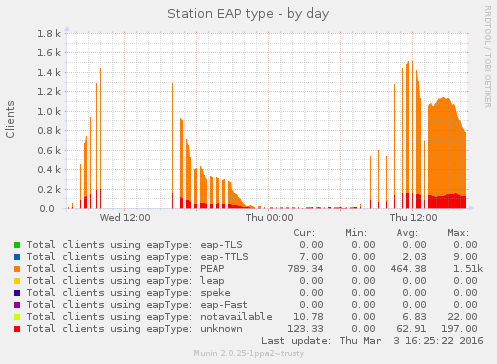 Station EAP type - by day
RRDTOOL / TOBI OETIKER
Clients
1.8 k
1.6 k
1.4 k
1.2 k
1.0 k
0.8 k
0.6 k
0.4 k
0.2 k
0.0
Wed 12:00 Thu 00:00 Thu 12:00
Cur: Min: Avg: Max:
Total clients using eapType: eap-TLS 0.00 0.00 0.00 0.00
Total clients using eapType: eap-TTLS 7.00 0.00 2.03 9.00
Total clients using eapType: PEAP 789.34 0.00 464.38 1.51k
Total clients using eapType: leap 0.00 0.00 0.00 0.00
Total clients using eapType: speke 0.00 0.00 0.00 0.00
Total clients using eapType: eap-Fast 0.00 0.00 0.00 0.00
Total clients using eapType: notavailable 10.78 0.00 6.83 22.00
Total clients using eapType: unknown 123.33 0.00 62.91 197.00
Last update: Thu Mar 3 16:25:22 2016
Munin 2.0.25-1ppa2~trusty